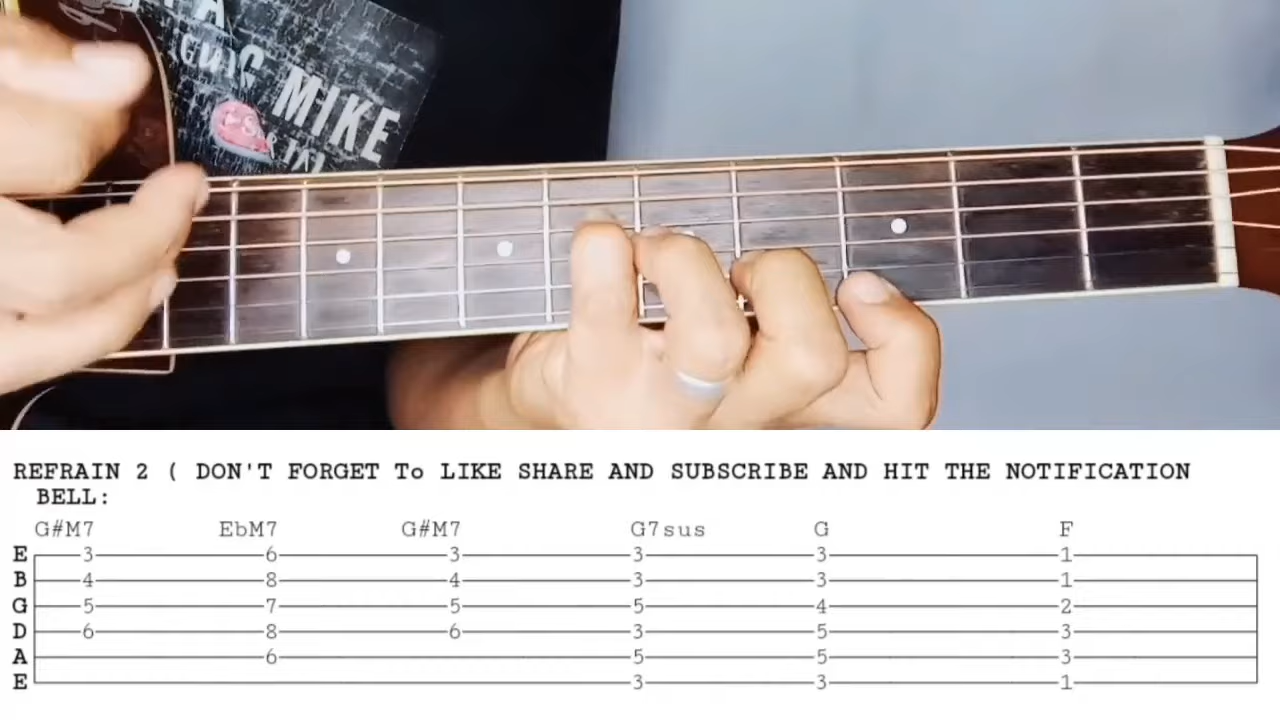 MIKE
REFRAIN 2 ( DON'T FORGET To LIKE SHARE AND SUBSCRIBE AND HIT THE NOTIFICATION
BELL:
G#M7 EbM7 G#M7 G7sus G F
E 3 6 3 3 3 1
B 4 8 4 3 3 1
G 5 7 5 5 4 2
D 6 8 6 3 5 3
A 6 5 5 3
E 3 3 1